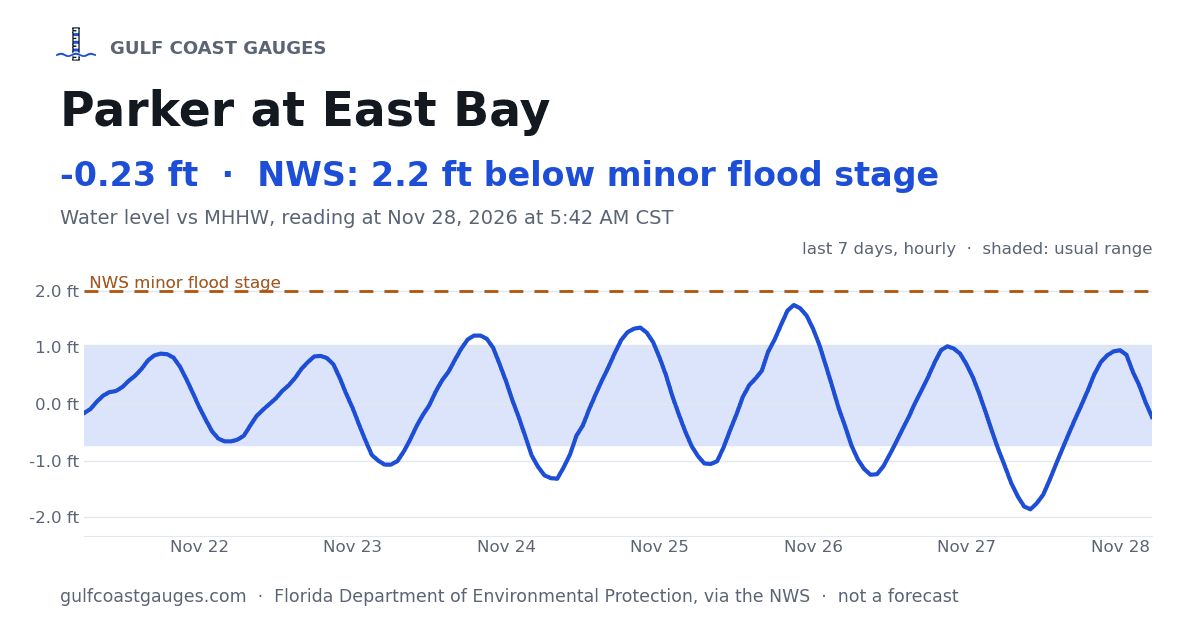 GULF COAST GAUGES
Parker at East Bay
-0.23 ft · NWS: 2.2 ft below minor flood stage
Water level vs MHHW, reading at Nov 28, 2026 at 5:42 AM CST
last 7 days, hourly · shaded: usual range
NWS minor flood stage
2.0 ft
1.0 ft
0.0 ft
-1.0 ft
-2.0 ft
Nov 22 Nov 23 Nov 24 Nov 25 Nov 26 Nov 27 Nov 28
gulfcoastgauges.com · Florida Department of Environmental Protection, via the NWS · not a forecast